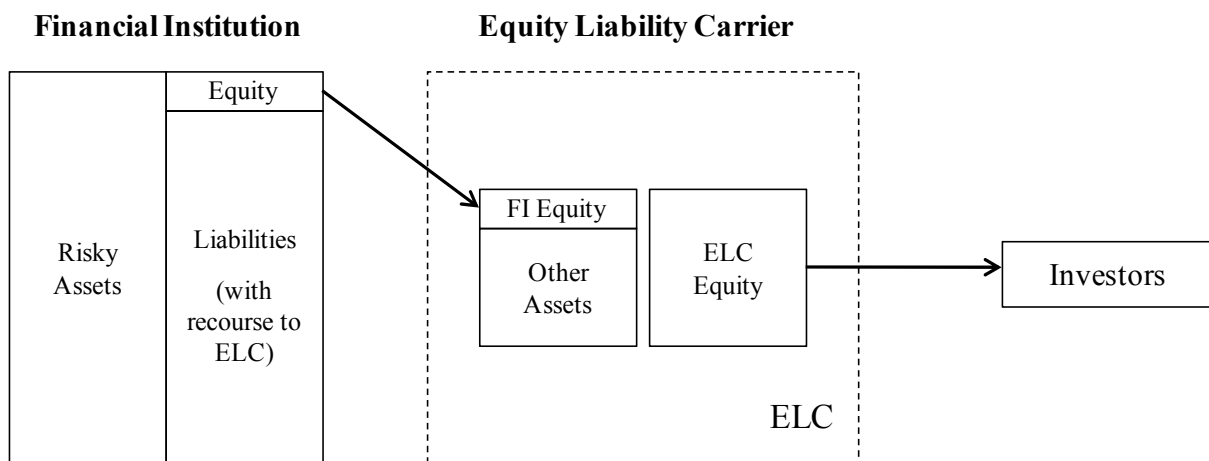 Financial Institution
Equity Liability Carrier
Equity
Risky
Assets
Liabilities
(with
recourse to
ELC)
FI Equity
Other
Assets
ELC
Equity
Investors
ELC